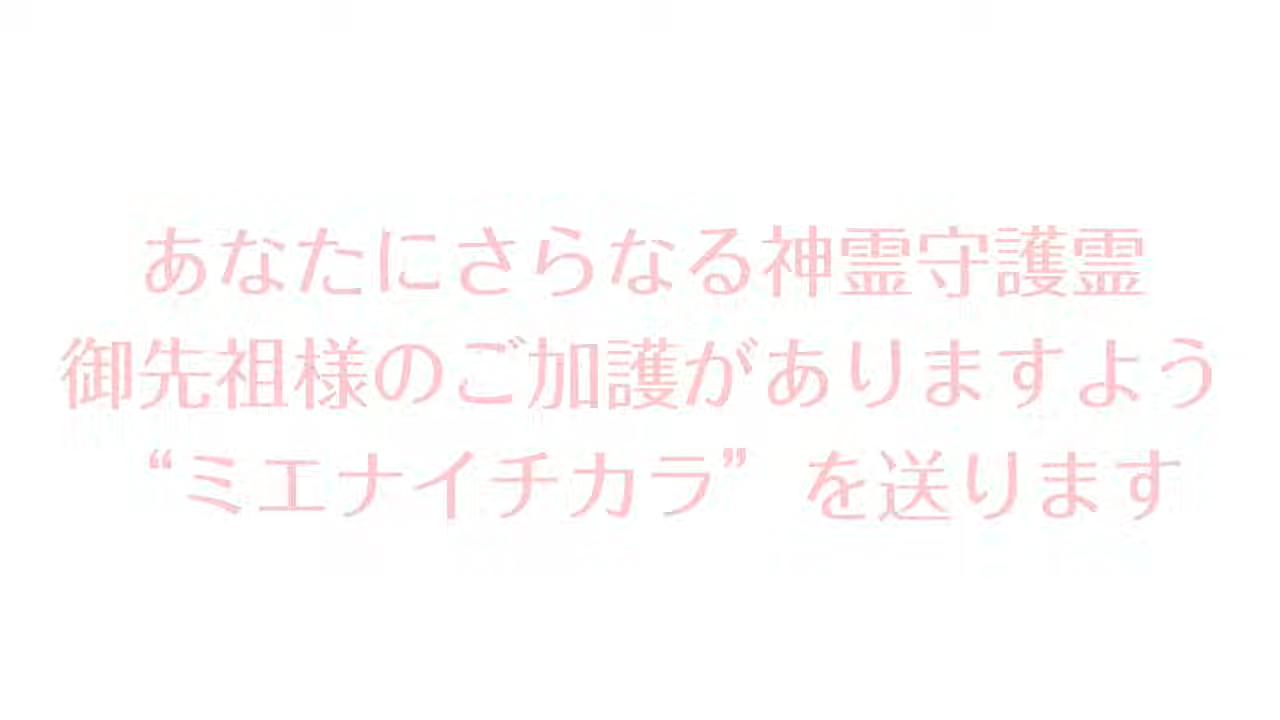 あなたにさらなる神霊守護霊
御先祖様のご加護がありますよう
“ミエナイチカラ” を送ります